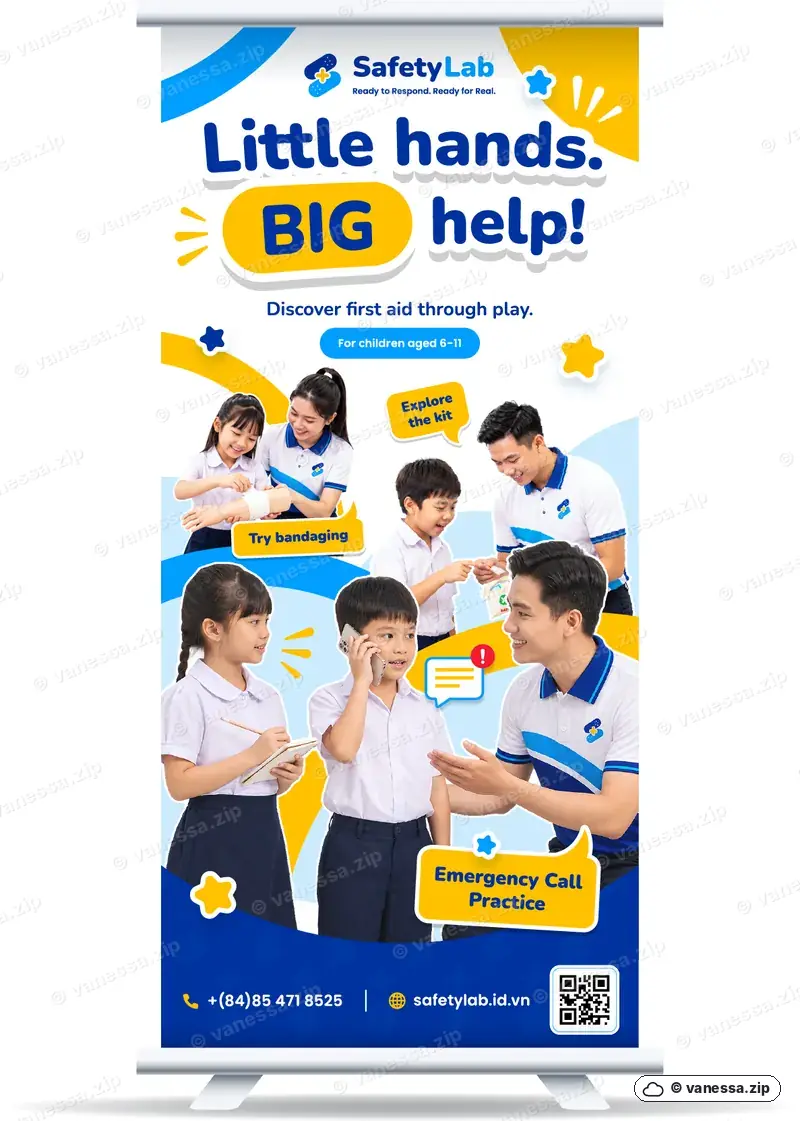 SafetyLab
Ready to Respond. Ready for Real.
Little hands.
BIG help!
Discover first aid through play.
For children aged 6-11
Explore
the kit
Try bandaging
!
Emergency Call
Practice
+(84)85 471 8525
safetylab.id.vn
© vanessa.zip